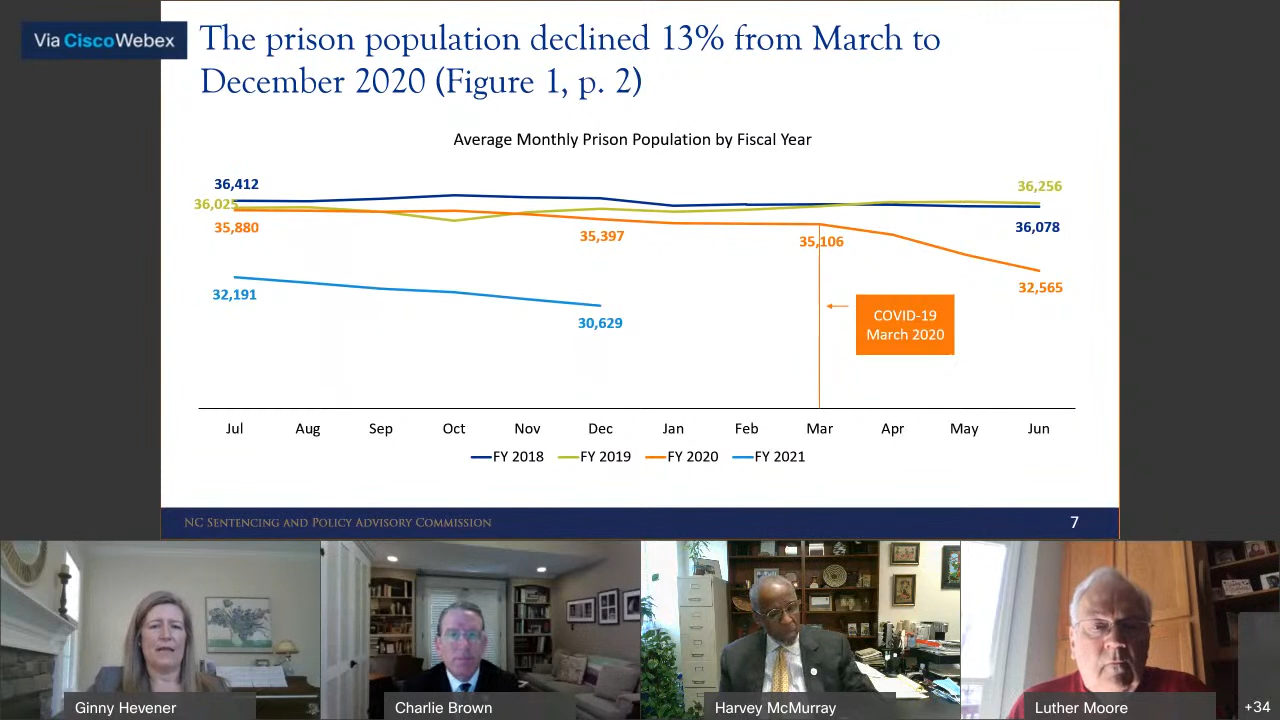 Via Cisco Webex
The prison population declined 13% from March to
December 2020 (Figure 1, p. 2)
Average Monthly Prison Population by Fiscal Year
36,412
36,025
35,880
35,397
35,106
36,256
36,078
32,565
32,191
30,629
COVID-19
March 2020
Jul Aug Sep Oct Nov Dec Jan Feb Mar Apr May Jun
FY 2018 FY 2019 FY 2020 FY 2021
NC Sentencing and Policy Advisory Commission
7
Ginny Hevener
Charlie Brown
Harvey McMurray
Luther Moore
+34